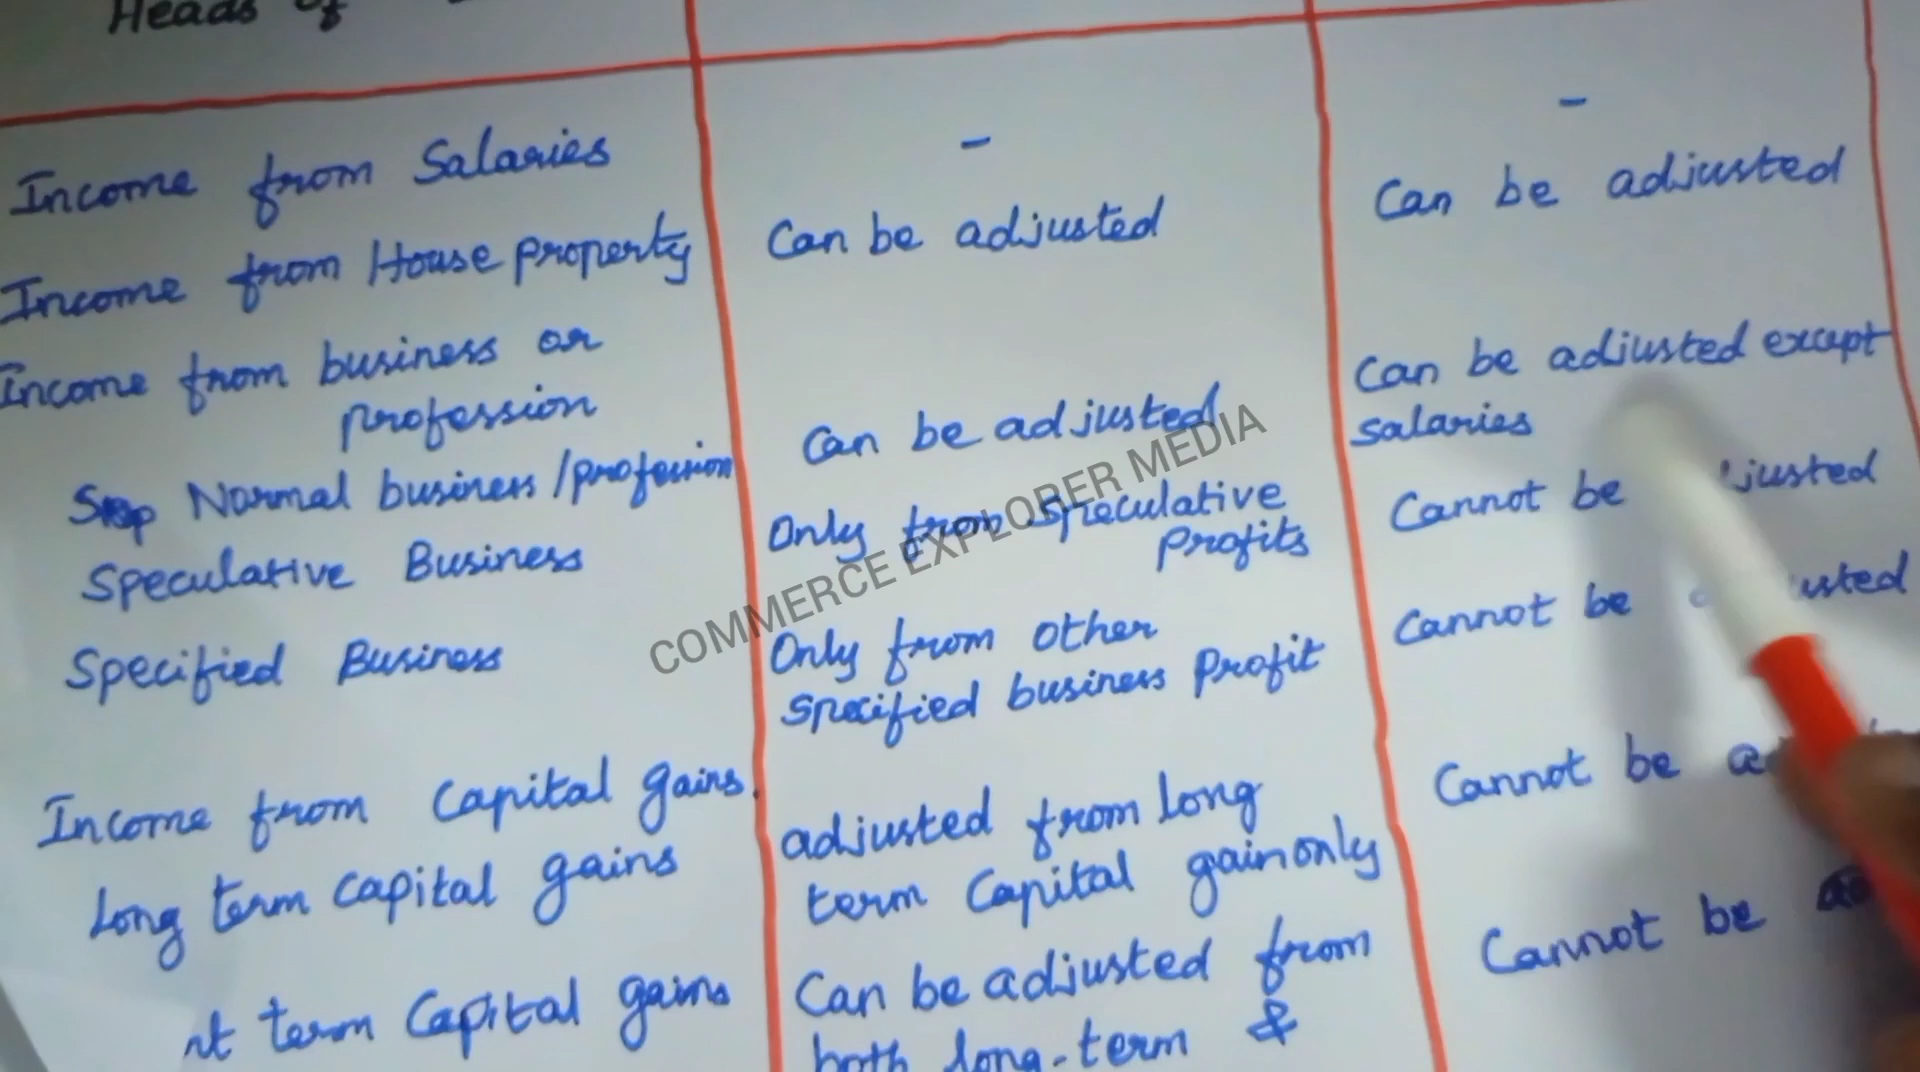 Heads of
Income from Salaries - -
Income from House property Can be adjusted Can be adjusted
Income from business or
profession
Normal business / profession Can be adjusted Can be adjusted except
salaries
Speculative Business Only from Speculative Cannot be
Profits
Specified Business Only from other Cannot be
specified business profit
Income from Capital gains.
Long term capital gains adjusted from long Cannot be
term Capital gain only
term Capital gains Can be adjusted from Cannot be
both long-term &
COMMERCE EXPLORER MEDIA